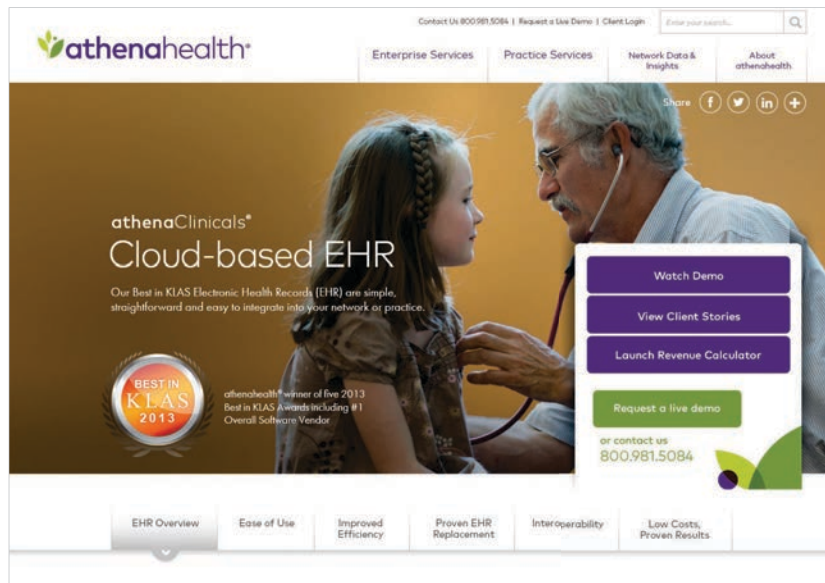 Contact Us 800.981.5084 | Request a Live Demo | Client Login
Enter your search...
athenahealth®
Enterprise Services
Practice Services
Network Data &
Insights
About
athenahealth
Share
athenaClinicals®
Cloud-based EHR
Our Best in KLAS Electronic Health Records (EHR) are simple,
straightforward and easy to integrate into your network or practice.
BEST IN
KLAS
2013
athenahealth® winner of five 2013
Best in KLAS Awards including #1
Overall Software Vendor
Watch Demo
View Client Stories
Launch Revenue Calculator
Request a live demo
or contact us
800.981.5084
EHR Overview
Ease of Use
Improved
Efficiency
Proven EHR
Replacement
Interoperability
Low Costs,
Proven Results